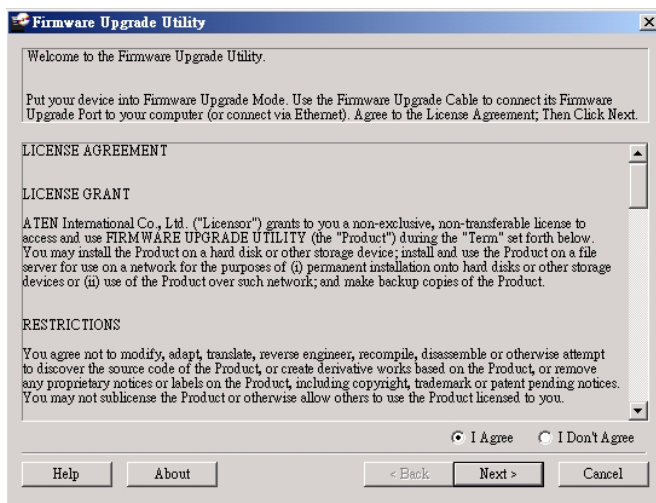 Firmware Upgrade Utility
Welcome to the Firmware Upgrade Utility.
Put your device into Firmware Upgrade Mode. Use the Firmware Upgrade Cable to connect its Firmware
Upgrade Port to your computer (or connect via Ethernet). Agree to the License Agreement; Then Click Next.
LICENSE AGREEMENT
LICENSE GRANT
ATEN International Co., Ltd. ("Licensor") grants to you a non-exclusive, non-transferable license to
access and use FIRMWARE UPGRADE UTILITY (the "Product") during the "Term" set forth below.
You may install the Product on a hard disk or other storage device; install and use the Product on a file
server for use on a network for the purposes of (i) permanent installation onto hard disks or other storage
devices or (ii) use of the Product over such network; and make backup copies of the Product.
RESTRICTIONS
You agree not to modify, adapt, translate, reverse engineer, recompile, disassemble or otherwise attempt
to discover the source code of the Product, or create derivative works based on the Product, or remove
any proprietary notices or labels on the Product, including copyright, trademark or patent pending notices.
You may not sublicense the Product or otherwise allow others to use the Product licensed to you.
I Agree I Don't Agree
Help About < Back Next > Cancel